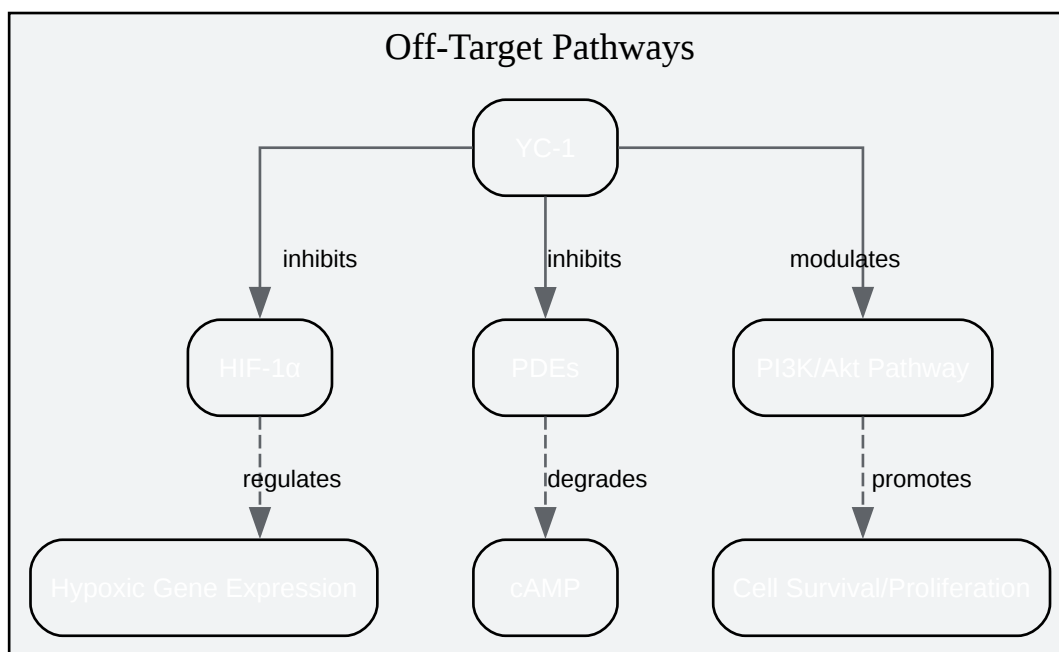 Off-Target Pathways
YC-1
inhibits
inhibits
modulates
HIF-1α
PDEs
PI3K/Akt Pathway
regulates
degrades
promotes
Hypoxic Gene Expression
cAMP
Cell Survival/Proliferation